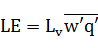 LE = L_v \overline{w'q'}